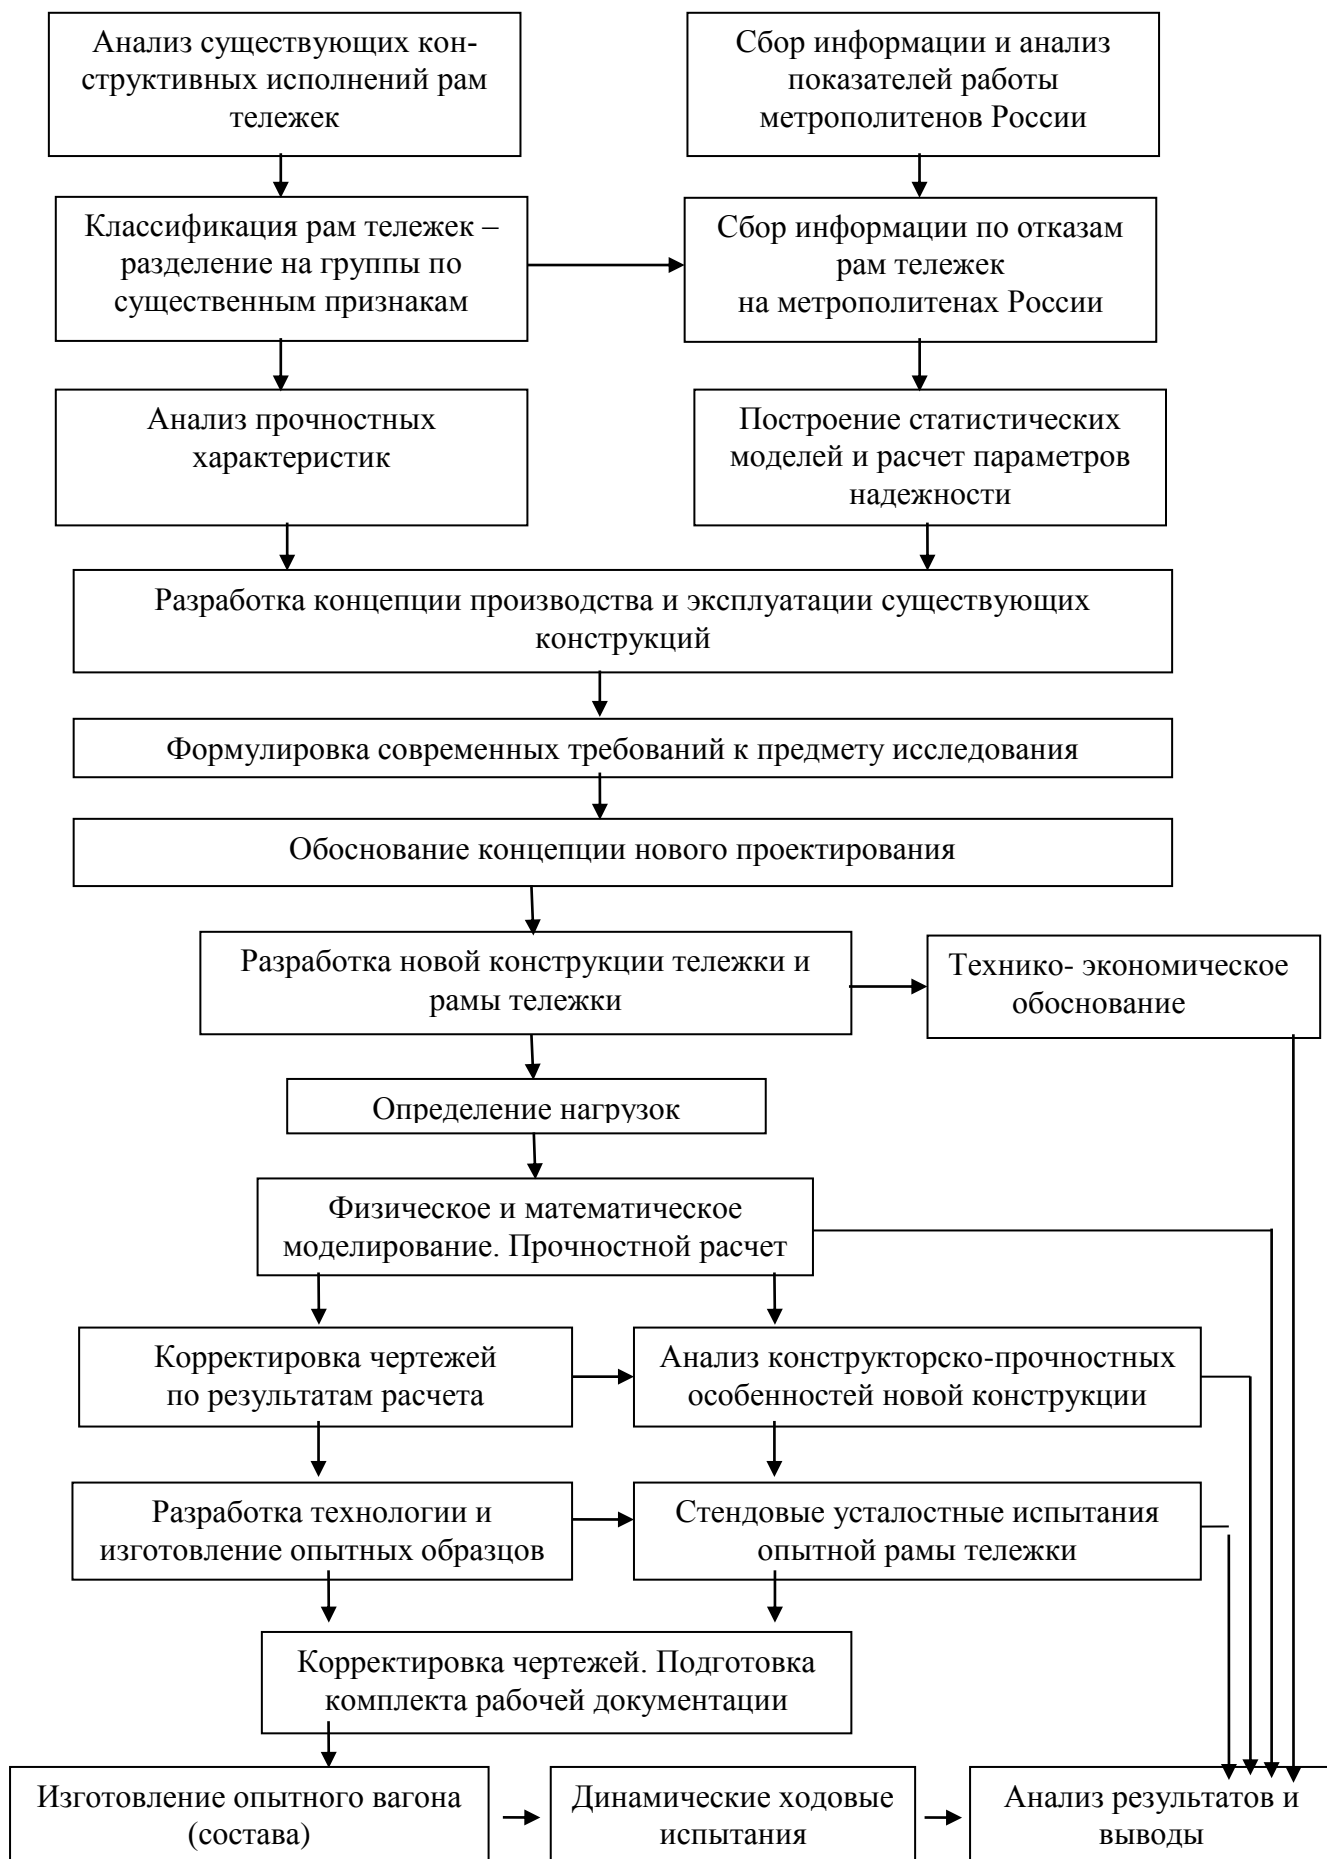 Анализ существующих кон-
структивных исполнений рам
тележек
Сбор информации и анализ
показателей работы
метрополитенов России
Классификация рам тележек –
разделение на группы по
существенным признакам
Сбор информации по отказам
рам тележек
на метрополитенах России
Анализ прочностных
характеристик
Построение статистических
моделей и расчет параметров
надежности
Разработка концепции производства и эксплуатации существующих
конструкций
Формулировка современных требований к предмету исследования
Обоснование концепции нового проектирования
Разработка новой конструкции тележки и
рамы тележки
Технико- экономическое
обоснование
Определение нагрузок
Физическое и математическое
моделирование. Прочностной расчет
Корректировка чертежей
по результатам расчета
Анализ конструкторско-прочностных
особенностей новой конструкции
Разработка технологии и
изготовление опытных образцов
Стендовые усталостные испытания
опытной рамы тележки
Корректировка чертежей. Подготовка
комплекта рабочей документации
Изготовление опытного вагона
(состава)
Динамические ходовые
испытания
Анализ результатов и
выводы